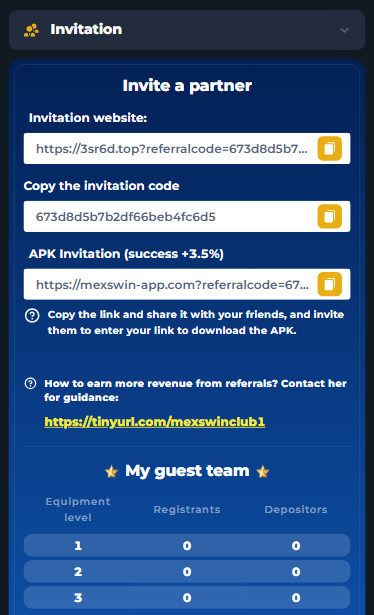 Invitation
Invite a partner
Invitation website:
https://3sr6d.top?referralcode=673d8d5b7...
Copy the invitation code
673d8d5b7b2df66beb4fc6d5
APK Invitation (success +3.5%)
https://mexswin-app.com?referralcode=67...
Copy the link and share it with your friends, and invite
them to enter your link to download the APK.
How to earn more revenue from referrals? Contact her
for guidance:
https://tinyurl.com/mexswinclub1
My guest team
Equipment
level
Registrants
Depositors
1 0 0
2 0 0
3 0 0